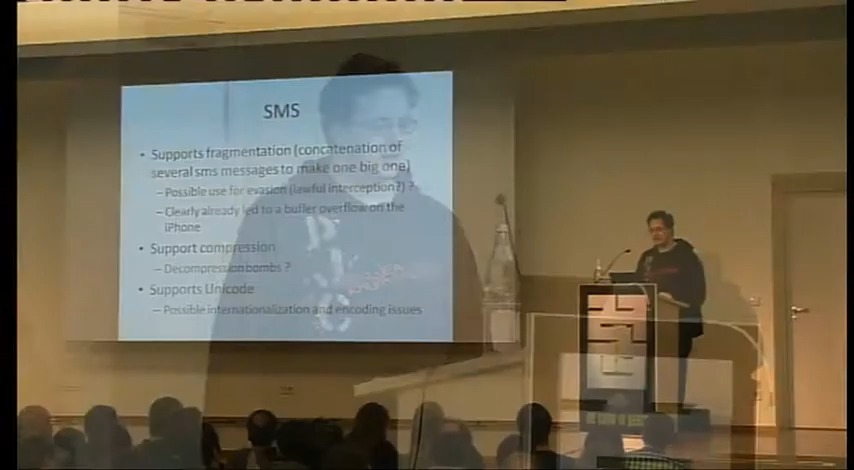 SMS
• Supports fragmentation (concatenation of
several sms messages to make one big one)
– Possible use for evasion (lawful interception?) ?
– Clearly already led to a buffer overflow on the
iPhone
• Support compression
– Decompression bombs ?
• Supports Unicode
– Possible internationalization and encoding issues